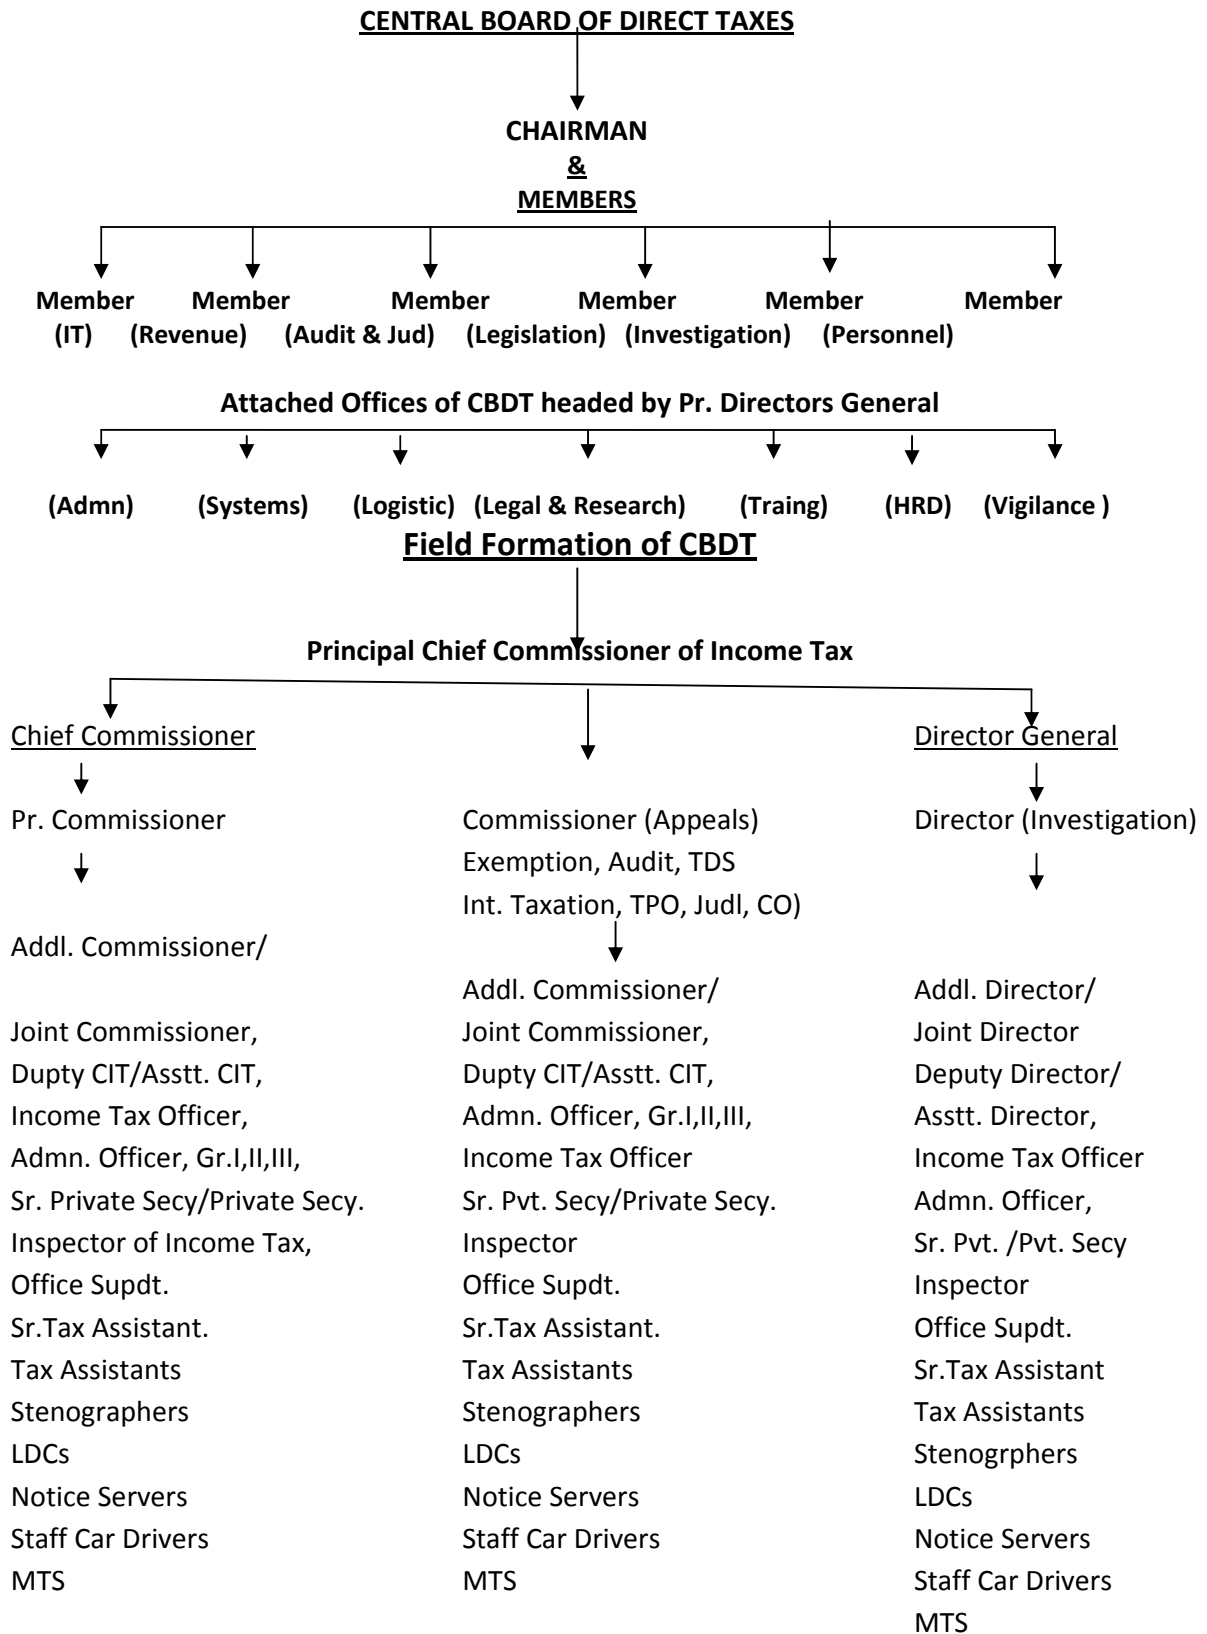 CENTRAL BOARD OF DIRECT TAXES
CHAIRMAN
&
MEMBERS
Member Member Member Member Member Member
(IT) (Revenue) (Audit & Jud) (Legislation) (Investigation) (Personnel)
Attached Offices of CBDT headed by Pr. Directors General
(Admn) (Systems) (Logistic) (Legal & Research) (Traing) (HRD) (Vigilance )
Field Formation of CBDT
Principal Chief Commissioner of Income Tax
Chief Commissioner Director General
Pr. Commissioner Commissioner (Appeals) Director (Investigation)
Exemption, Audit, TDS
Int. Taxation, TPO, Judl, CO)
Addl. Commissioner/
Addl. Commissioner/ Addl. Director/
Joint Commissioner, Joint Commissioner, Joint Director
Dupty CIT/Asstt. CIT, Dupty CIT/Asstt. CIT, Deputy Director/
Income Tax Officer, Admn. Officer, Gr.I,II,III, Asstt. Director,
Admn. Officer, Gr.I,II,III, Income Tax Officer Income Tax Officer
Sr. Private Secy/Private Secy. Sr. Pvt. Secy/Private Secy. Admn. Officer,
Inspector of Income Tax, Inspector Sr. Pvt. /Pvt. Secy
Office Supdt. Office Supdt. Inspector
Sr.Tax Assistant. Sr.Tax Assistant. Office Supdt.
Tax Assistants Tax Assistants Sr.Tax Assistant
Stenographers Stenographers Tax Assistants
LDCs LDCs Stenogrphers
Notice Servers Notice Servers LDCs
Staff Car Drivers Staff Car Drivers Notice Servers
MTS MTS Staff Car Drivers
MTS